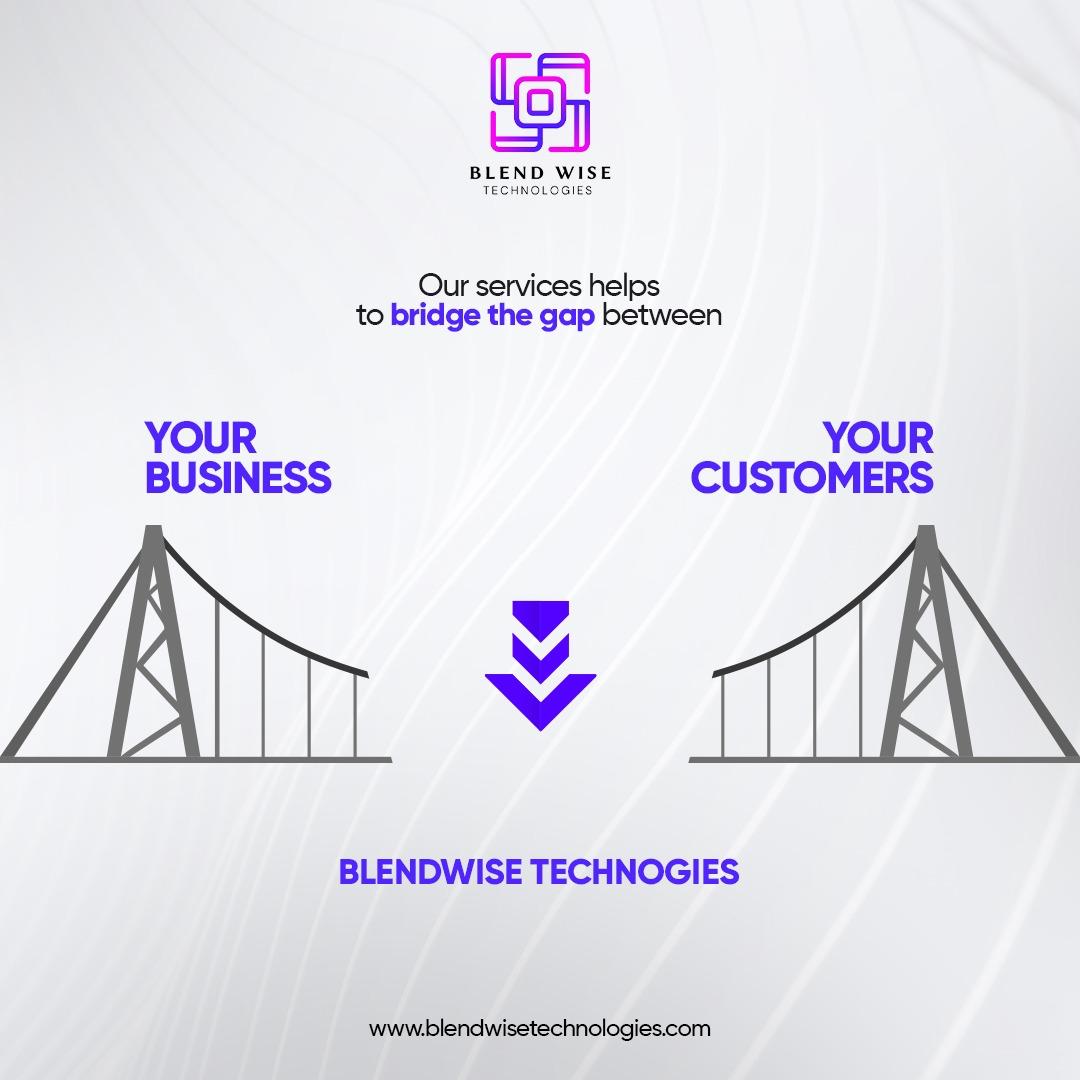 BLEND WISE
TECHNOLOGIES
Our services helps
to bridge the gap between
YOUR
BUSINESS
YOUR
CUSTOMERS
BLENDWISE TECHNOGIES
www.blendwisetechnologies.com